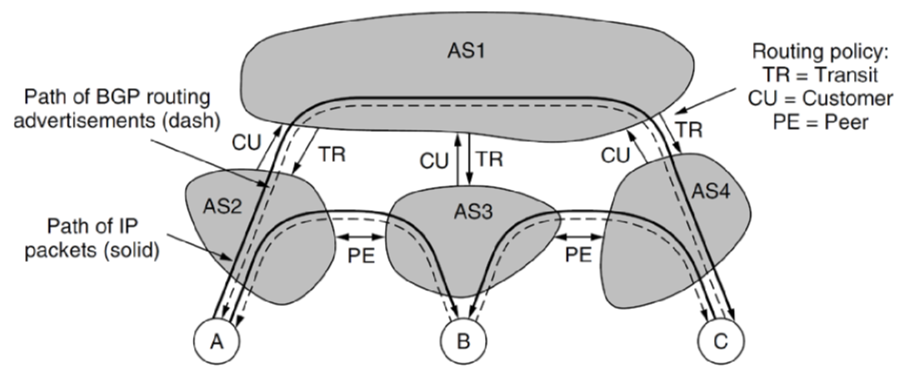 AS1
Routing policy:
TR = Transit
CU = Customer
PE = Peer
Path of BGP routing
advertisements (dash)
CU
TR
CU
TR
CU
TR
AS2
AS3
AS4
Path of IP
packets (solid)
PE
PE
A
B
C